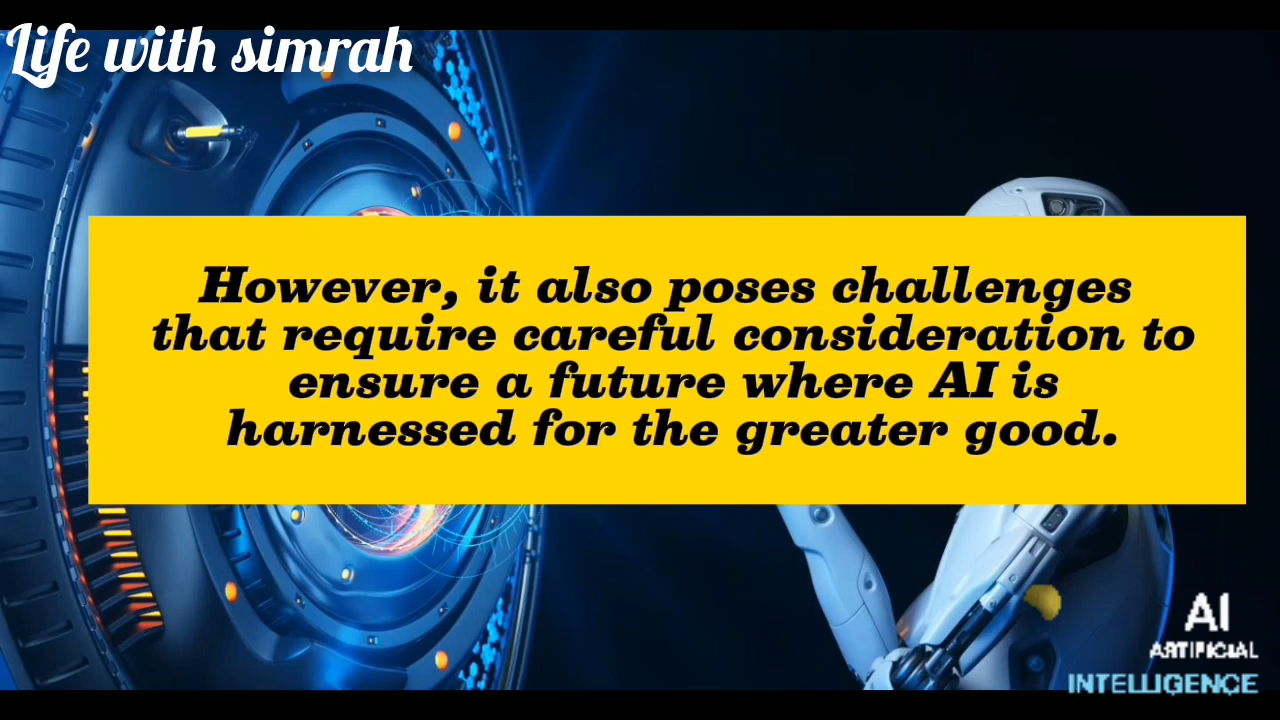 Life with simrah
However, it also poses challenges
that require careful consideration to
ensure a future where AI is
harnessed for the greater good.
AI
ARTIFICIAL
INTELLIGENCE